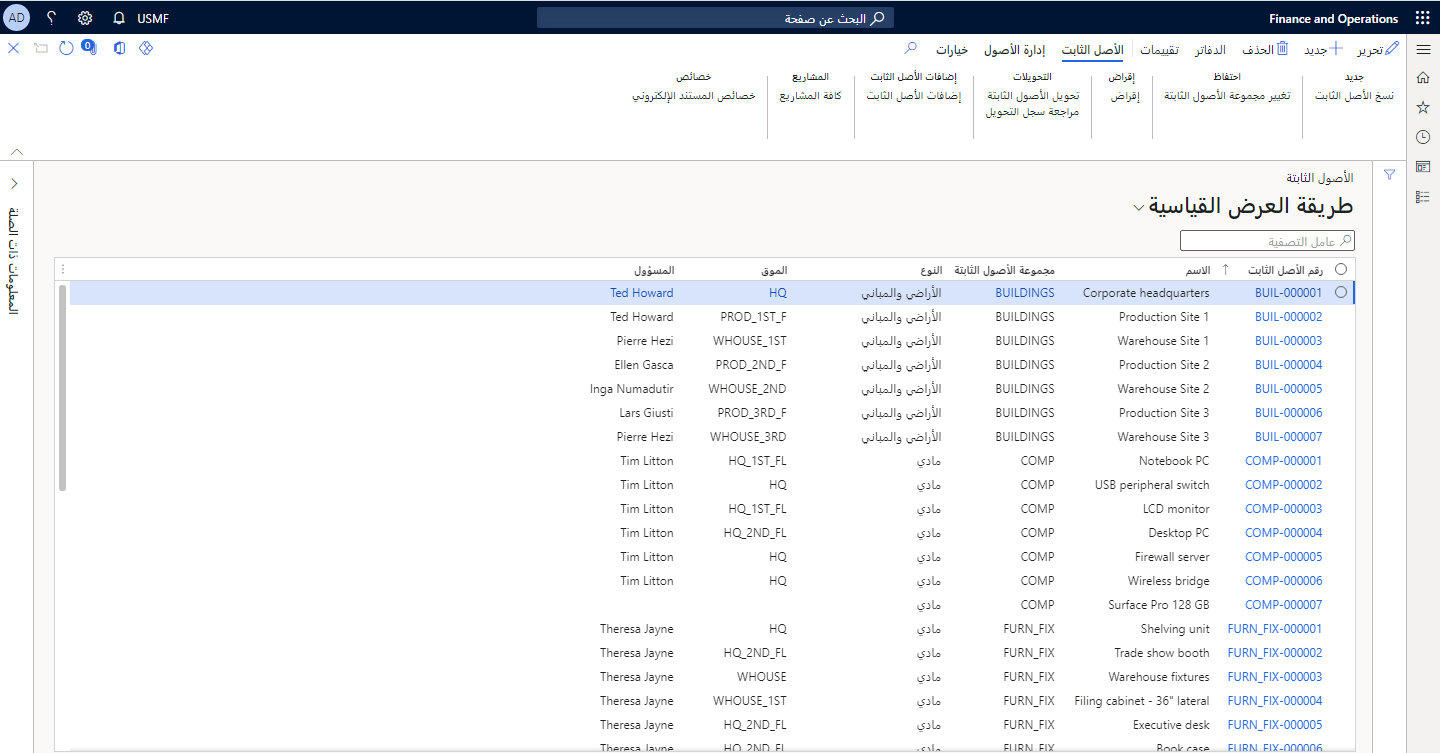 Finance and Operations
البحث عن صفحة
USMF
AD
تحرير
جديد
الحذف
الدفاتر
تقييمات
الأصل الثابت
إدارة الأصول
خيارات
0
جديد
نسخ الأصل الثابت
احتفاظ
تغيير مجموعة الأصول الثابتة
إقراض
إقراض
التحويلات
تحويل الأصول الثابتة
مراجعة سجل التحويل
إضافات الأصل الثابت
إضافات الأصل الثابت
المشاريع
كافة المشاريع
خصائص
خصائص المستند الإلكتروني
الأصول الثابتة
طريقة العرض القياسية
عامل التصفية
المعلومات ذات الصلة
رقم الأصل الثابت الاسم مجموعة الأصول الثابتة النوع الموق المسؤول
BUIL-000001 Corporate headquarters BUILDINGS الأراضي والمباني HQ Ted Howard
BUIL-000002 Production Site 1 BUILDINGS الأراضي والمباني PROD_1ST_F Ted Howard
BUIL-000003 Warehouse Site 1 BUILDINGS الأراضي والمباني WHOUSE_1ST Pierre Hezi
BUIL-000004 Production Site 2 BUILDINGS الأراضي والمباني PROD_2ND_F Ellen Gasca
BUIL-000005 Warehouse Site 2 BUILDINGS الأراضي والمباني WHOUSE_2ND Inga Numadutir
BUIL-000006 Production Site 3 BUILDINGS الأراضي والمباني PROD_3RD_F Lars Giusti
BUIL-000007 Warehouse Site 3 BUILDINGS الأراضي والمباني WHOUSE_3RD Pierre Hezi
COMP-000001 Notebook PC COMP مادي HQ_1ST_FL Tim Litton
COMP-000002 USB peripheral switch COMP مادي HQ Tim Litton
COMP-000003 LCD monitor COMP مادي HQ_1ST_FL Tim Litton
COMP-000004 Desktop PC COMP مادي HQ_2ND_FL Tim Litton
COMP-000005 Firewall server COMP مادي HQ Tim Litton
COMP-000006 Wireless bridge COMP مادي HQ Tim Litton
COMP-000007 Surface Pro 128 GB COMP مادي
FURN_FIX-000001 Shelving unit FURN_FIX مادي HQ Theresa Jayne
FURN_FIX-000002 Trade show booth FURN_FIX مادي HQ_2ND_FL Theresa Jayne
FURN_FIX-000003 Warehouse fixtures FURN_FIX مادي WHOUSE Theresa Jayne
FURN_FIX-000004 Filing cabinet - 36" lateral FURN_FIX مادي WHOUSE_1ST Theresa Jayne
FURN_FIX-000005 Executive desk FURN_FIX مادي HQ_2ND_FL Theresa Jayne
FURN_FIX-000006 Book case FURN_FIX مادي HQ_2ND_FL Theresa Jayne